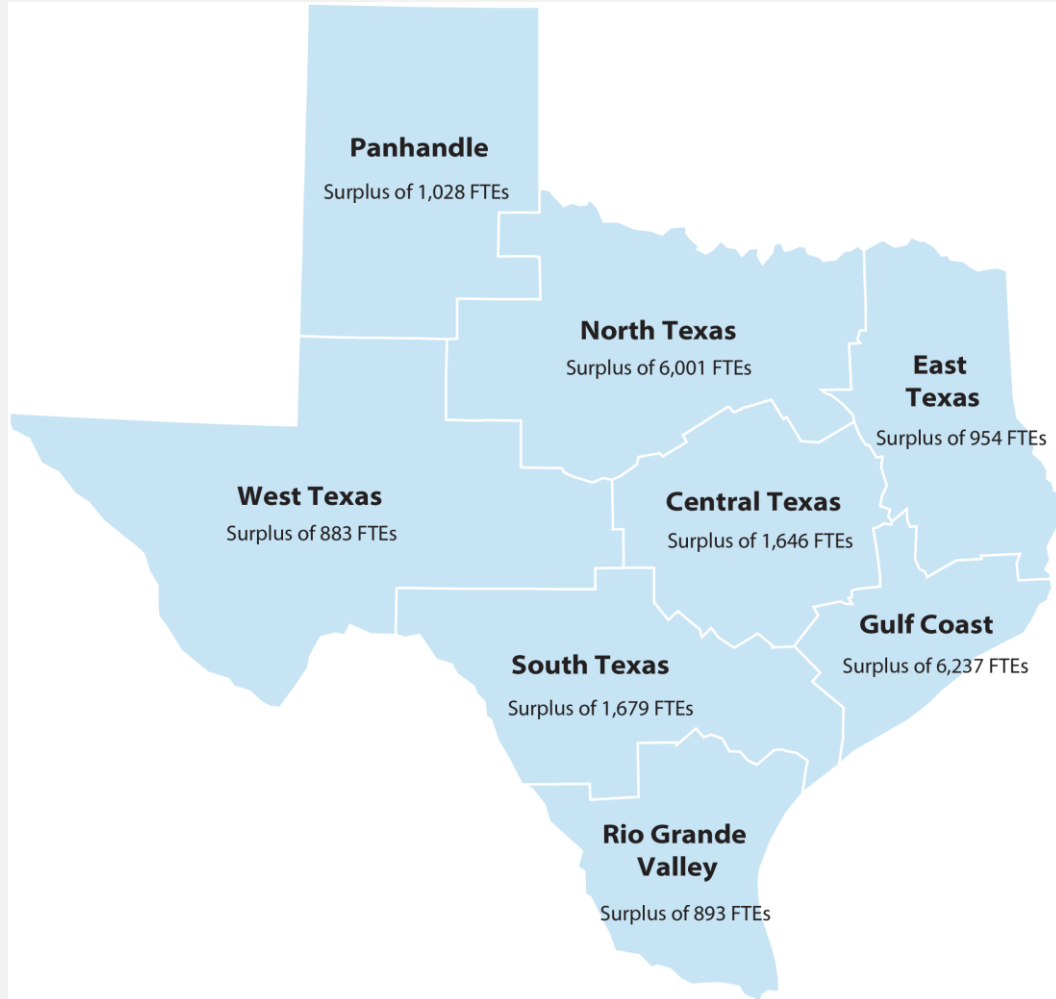 Panhandle
Surplus of 1,028 FTEs
North Texas
Surplus of 6,001 FTEs
East
Texas
Surplus of 954 FTEs
West Texas
Surplus of 883 FTEs
Central Texas
Surplus of 1,646 FTEs
Gulf Coast
Surplus of 6,237 FTEs
South Texas
Surplus of 1,679 FTEs
Rio Grande
Valley
Surplus of 893 FTEs